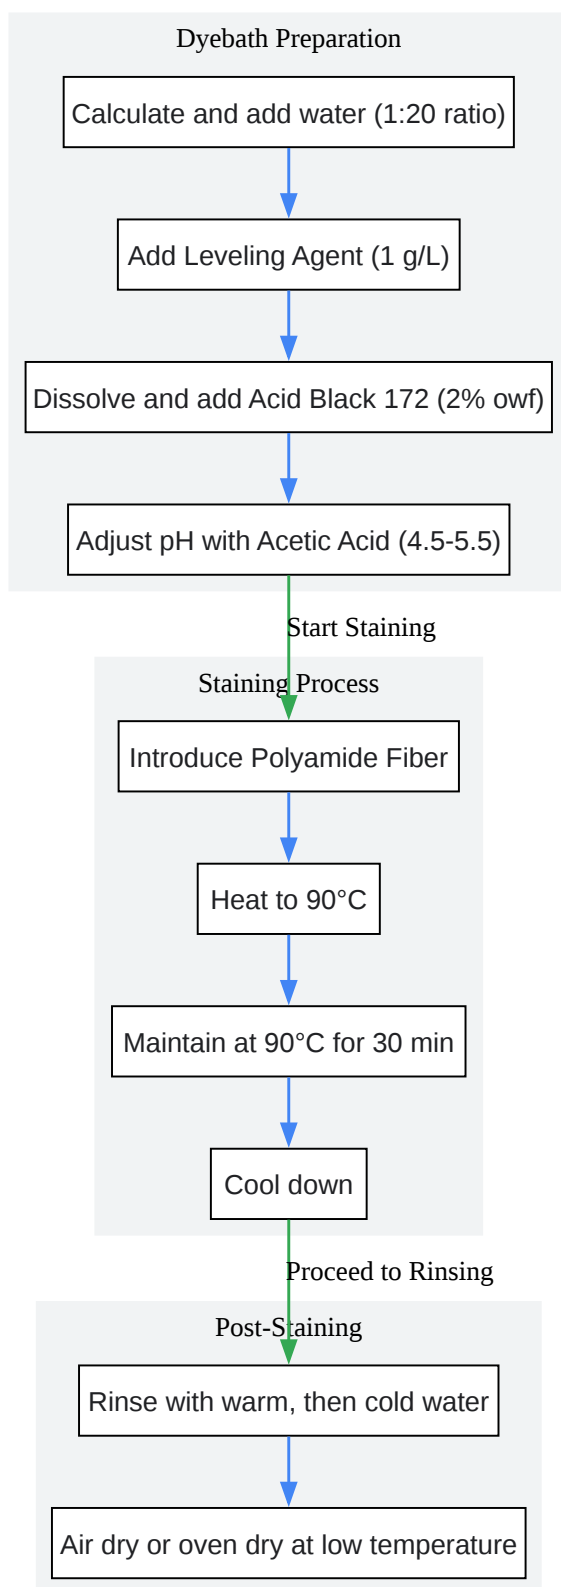 Dyebath Preparation
Calculate and add water (1:20 ratio)
Add Leveling Agent (1 g/L)
Dissolve and add Acid Black 172 (2% owf)
Adjust pH with Acetic Acid (4.5-5.5)
Start Staining
Staining Process
Introduce Polyamide Fiber
Heat to 90°C
Maintain at 90°C for 30 min
Cool down
Proceed to Rinsing
Post-Staining
Rinse with warm, then cold water
Air dry or oven dry at low temperature